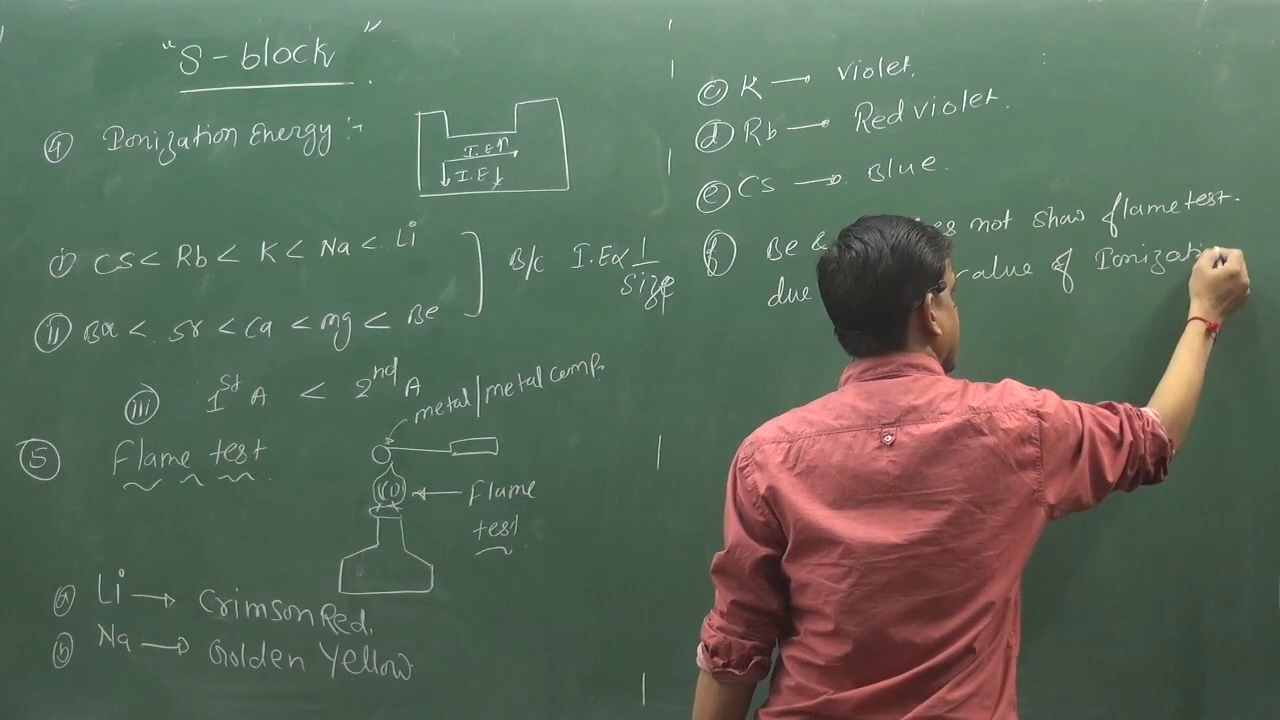 "S-block"
④ Ionization Energy :-
I.E↑
I.E↓
ⓘ Cs < Rb < K < Na < Li
ⓘⓘ Ba < Sr < Ca < Mg < Be
B/c I.E ∝ 1/Size
ⓘⓘⓘ 1st A < 2nd A
metal/metal comp.
⑤ Flame test
Flame
test
ⓐ Li → Crimson Red.
ⓑ Na → Golden Yellow
ⓒ K → Violet.
ⓓ Rb → Red violet.
ⓔ Cs → Blue.
ⓕ Be & not show flame test.
due value of Ionizati